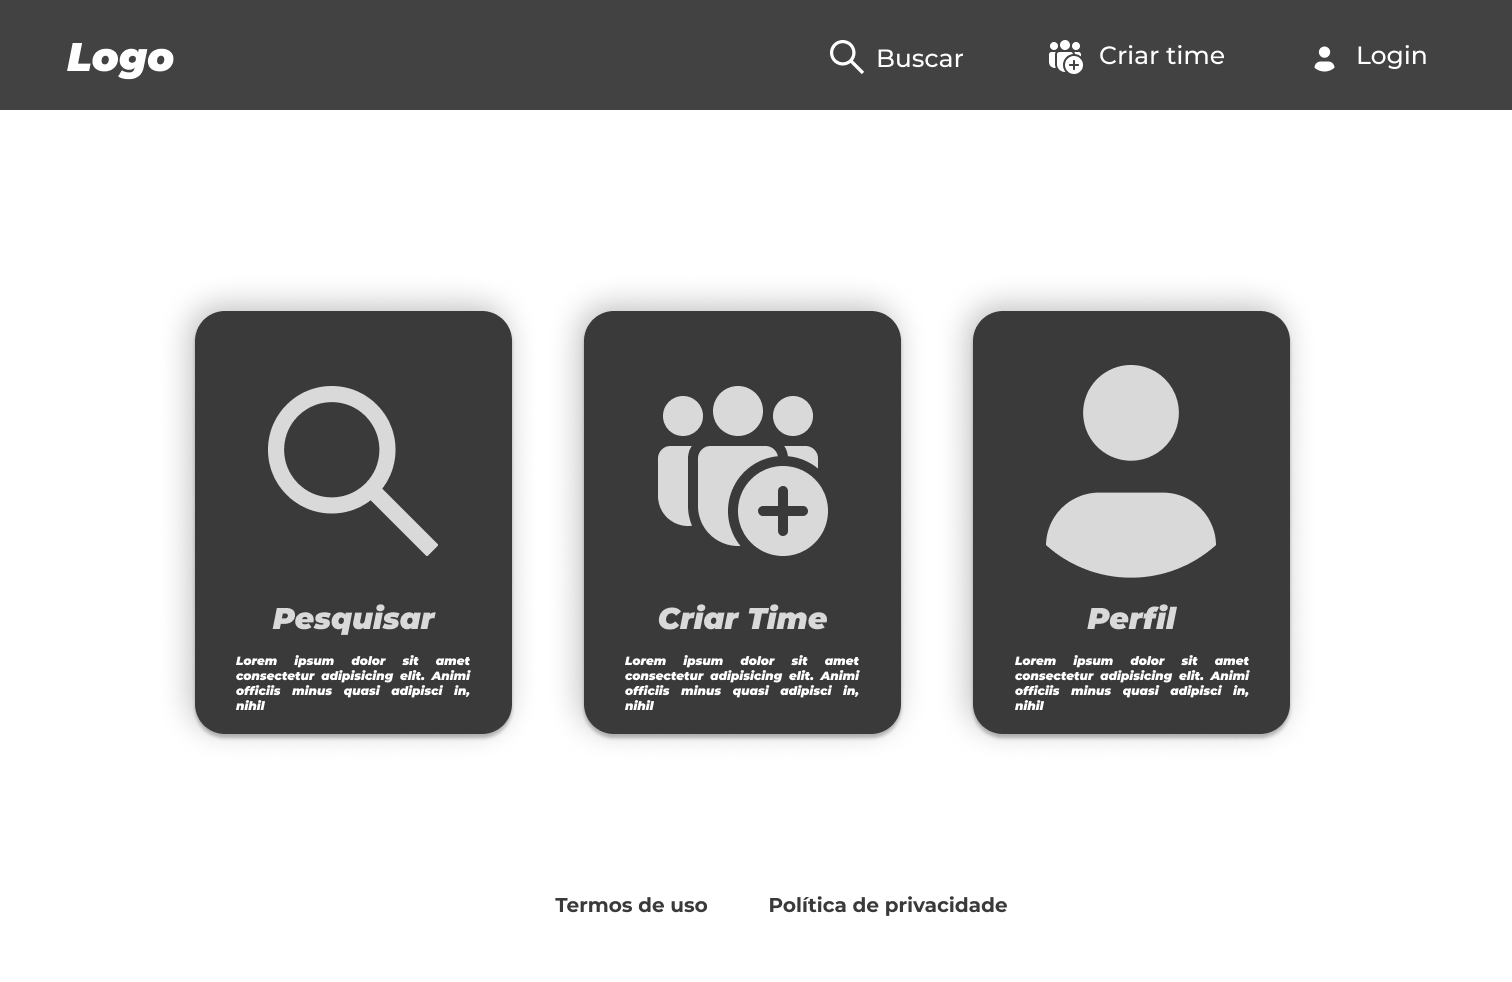 Logo
Buscar
Criar time
Login
Pesquisar
Lorem ipsum dolor sit amet
consectetur adipisicing elit. Animi
officiis minus quasi adipisci in,
nihil
Criar Time
Lorem ipsum dolor sit amet
consectetur adipisicing elit. Animi
officiis minus quasi adipisci in,
nihil
Perfil
Lorem ipsum dolor sit amet
consectetur adipisicing elit. Animi
officiis minus quasi adipisci in,
nihil
Termos de uso
Política de privacidade